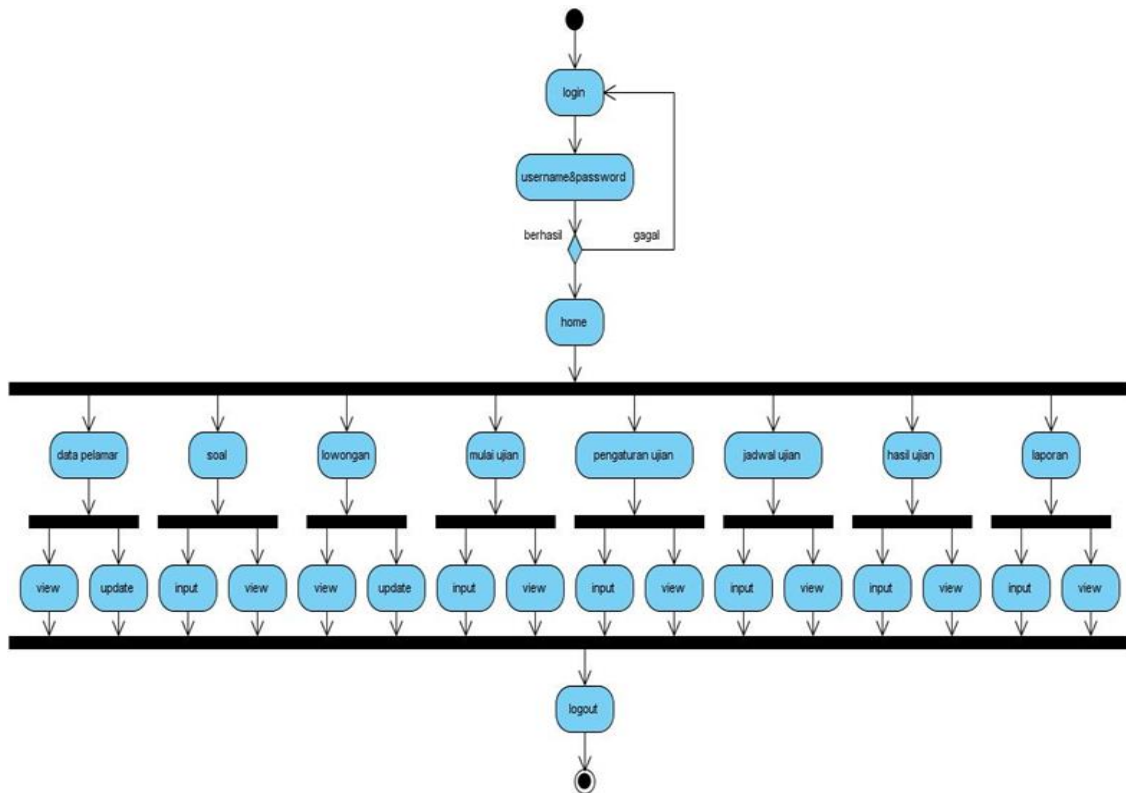 login
username&password
berhasil
gagal
home
data pelamar
soal
lowongan
mulai ujian
pengaturan ujian
jadwal ujian
hasil ujian
laporan
view
update
input
view
view
update
input
view
input
view
input
view
input
view
input
view
logout